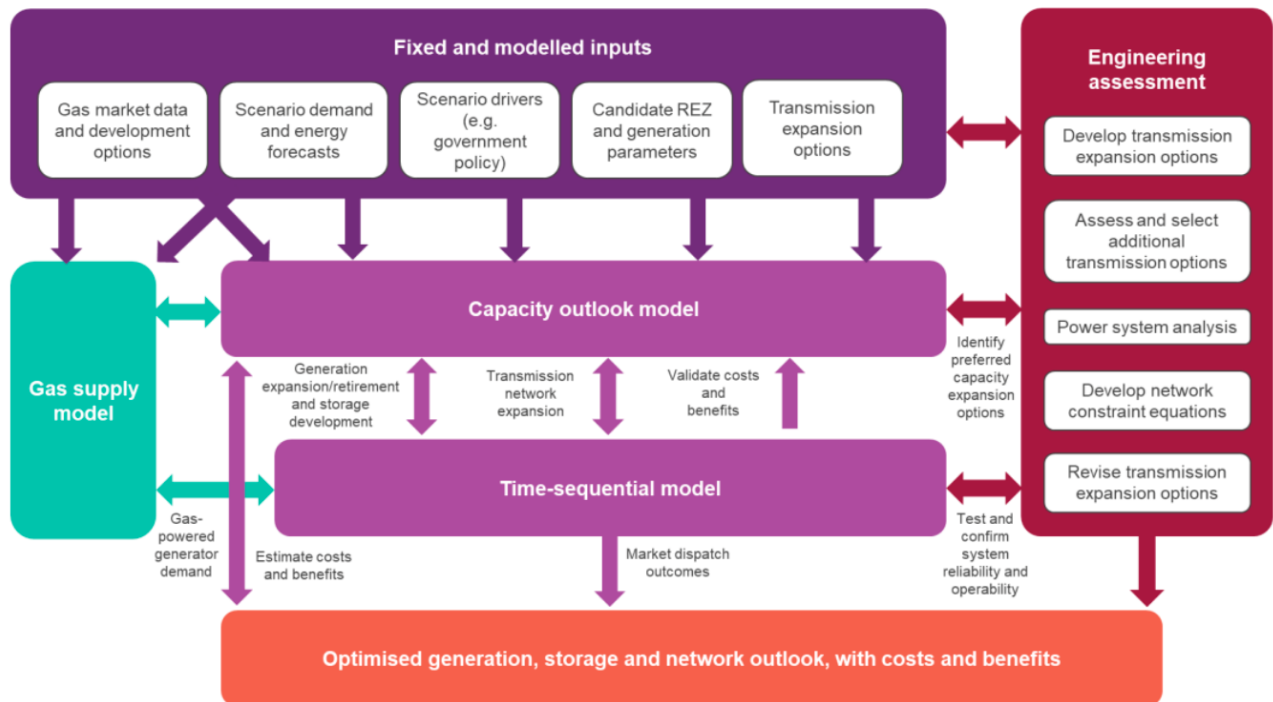 Fixed and modelled inputs
Gas market data
and development
options
Scenario demand
and energy
forecasts
Scenario drivers
(e.g.
government
policy)
Candidate REZ
and generation
parameters
Transmission
expansion
options
Engineering
assessment
Develop transmission
expansion options
Assess and select
additional
transmission options
Power system analysis
Develop network
constraint equations
Revise transmission
expansion options
Gas supply
model
Capacity outlook model
Generation
expansion/retirement
and storage
development
Transmission
network
expansion
Validate costs
and
benefits
Identify
preferred
capacity
expansion
options
Time-sequential model
Gas-
powered
generator
demand
Estimate costs
and benefits
Market dispatch
outcomes
Test and
confirm
system
reliability and
operability
Optimised generation, storage and network outlook, with costs and benefits